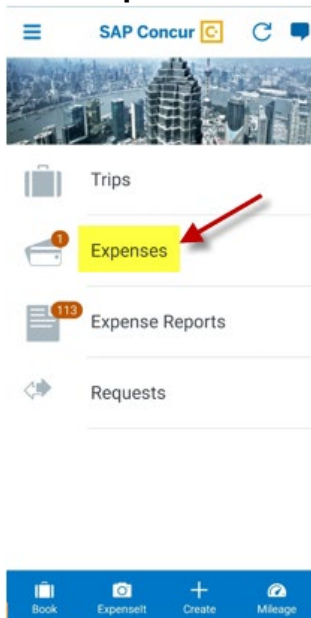 SAP Concur C
Trips
1
Expenses
113
Expense Reports
Requests
Book ExpenseIt Create Mileage